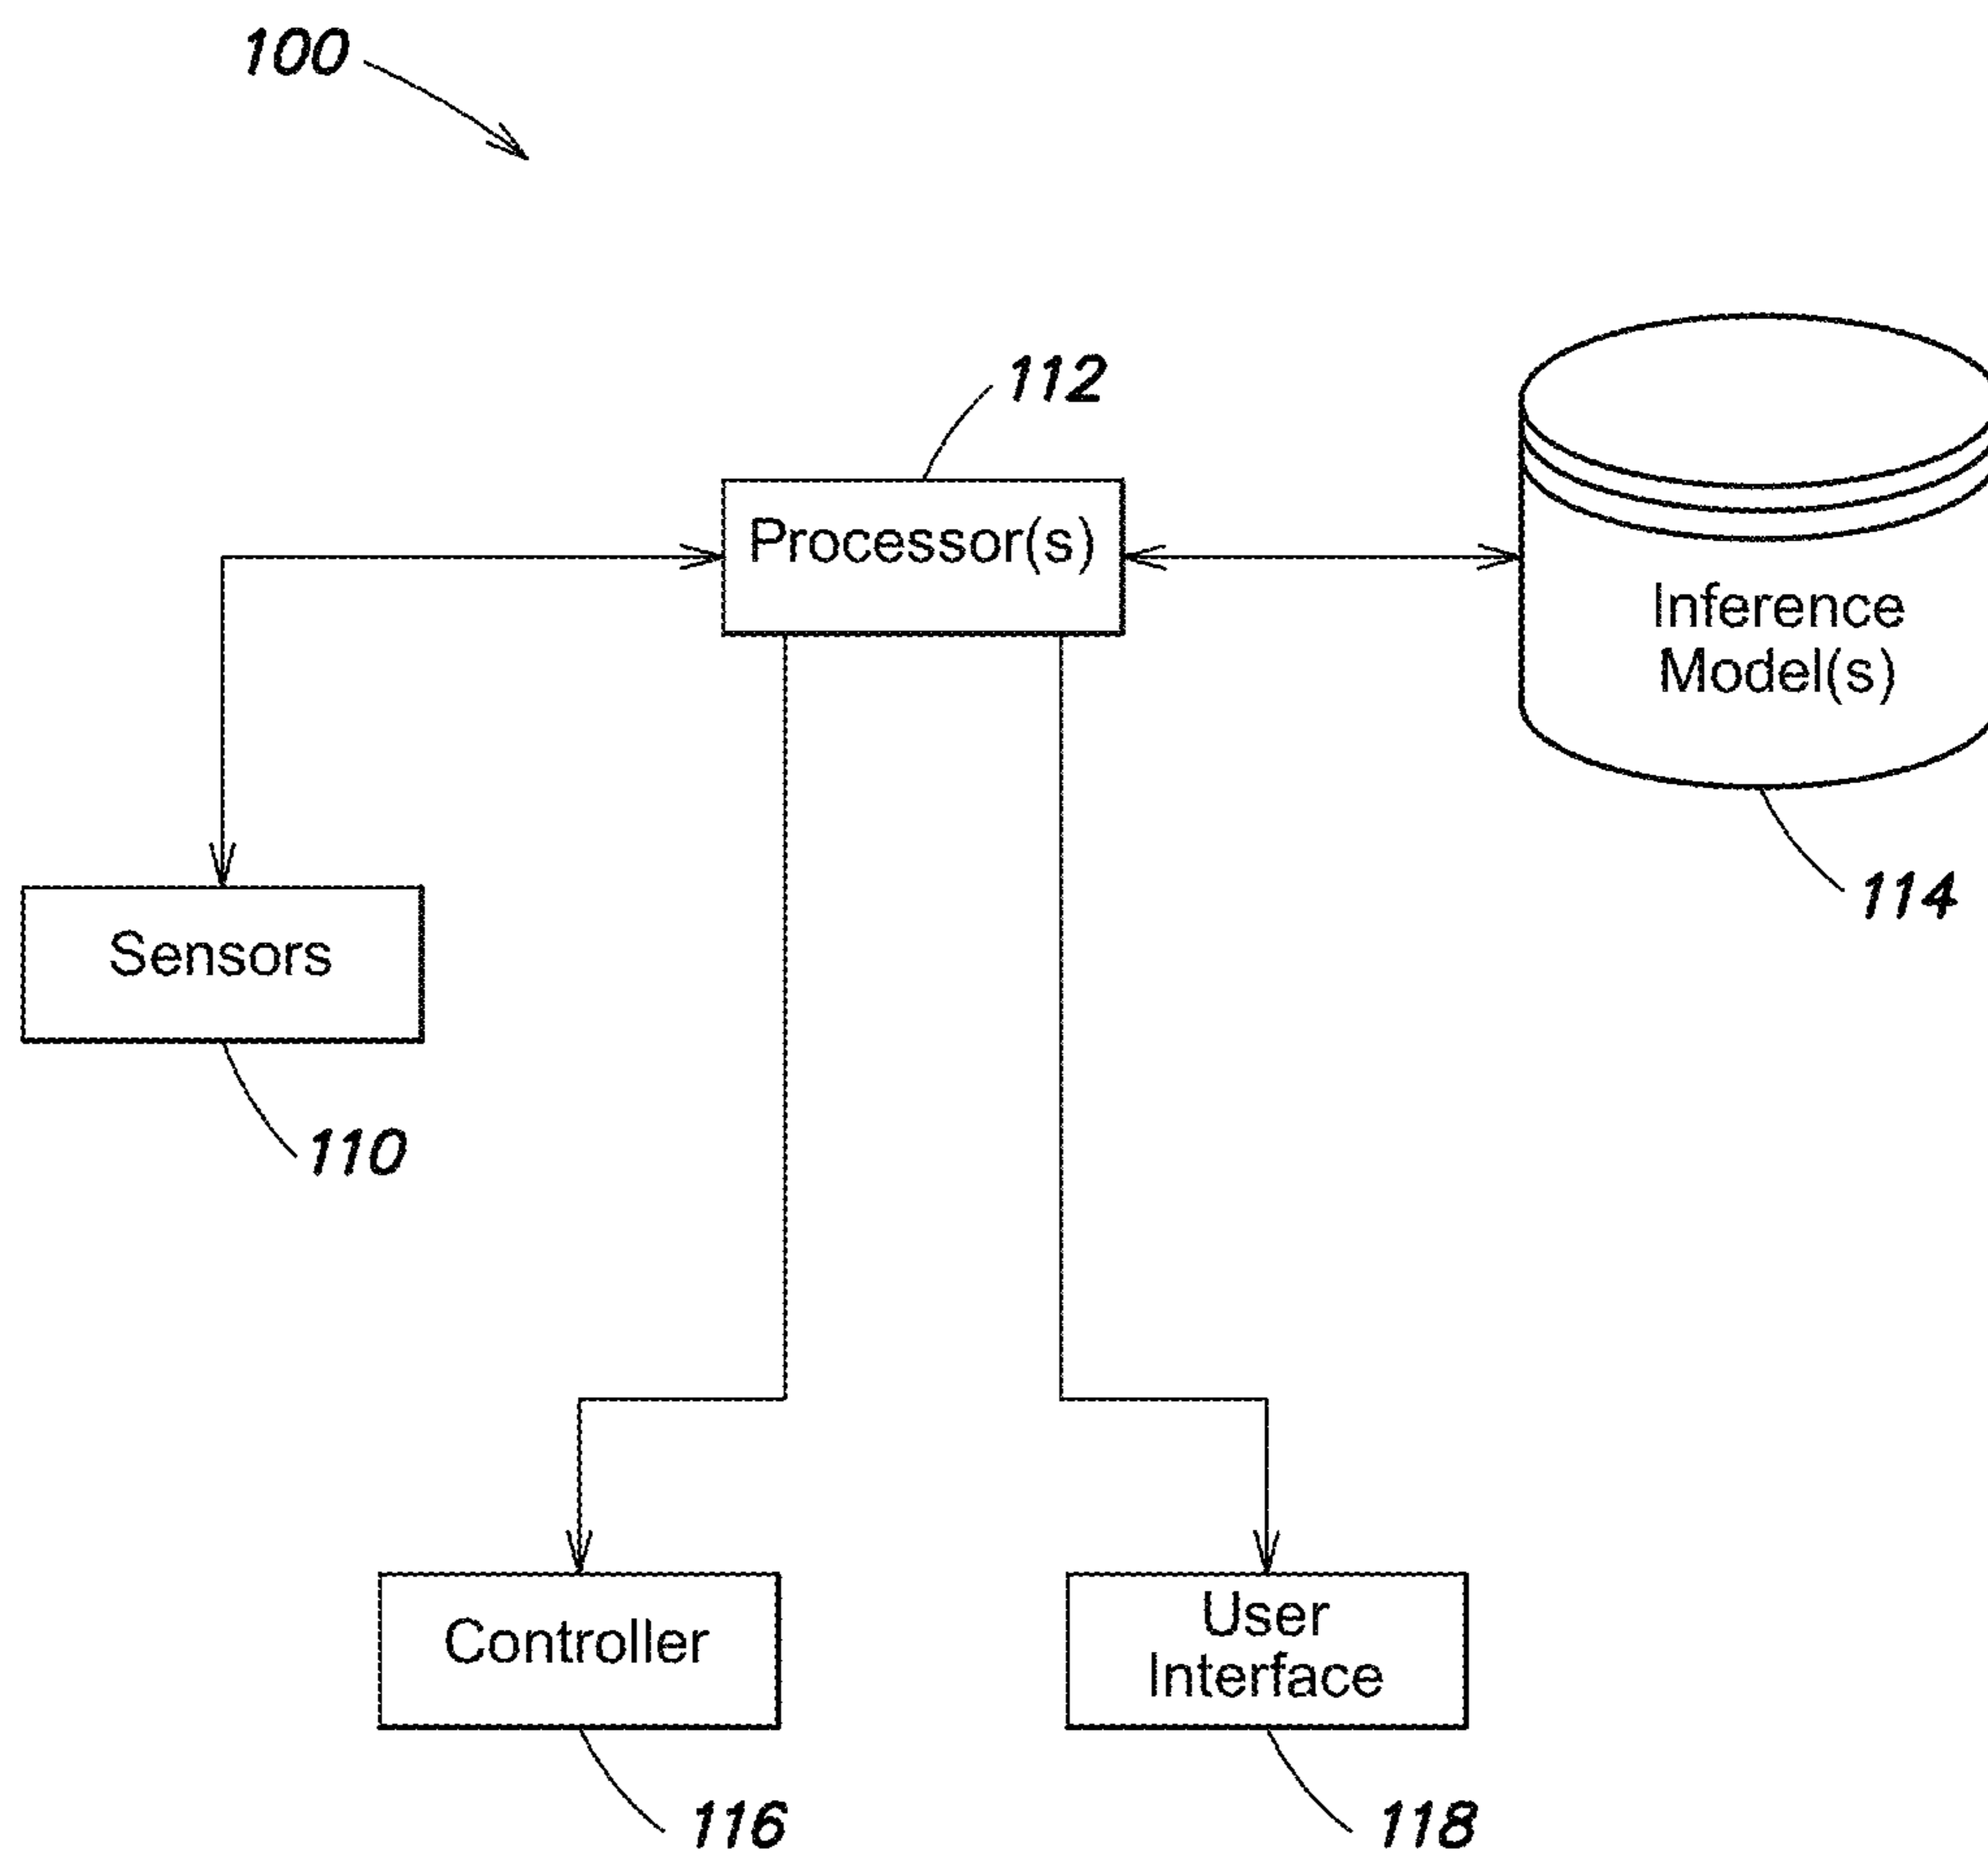 100
112
Processor(s)
Inference
Model(s)
114
Sensors
110
Controller
User
Interface
116
118